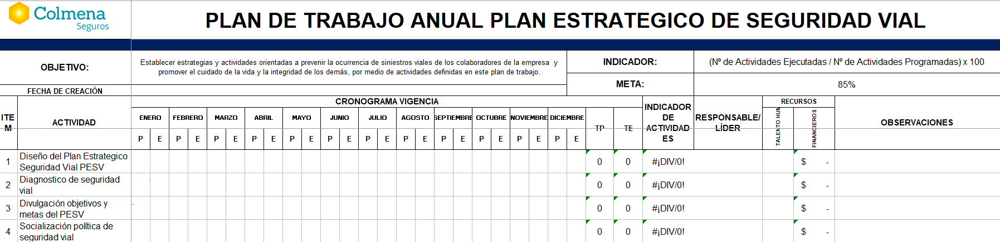 Colmena
Seguros
PLAN DE TRABAJO ANUAL PLAN ESTRATEGICO DE SEGURIDAD VIAL
OBJETIVO:
Establecer estrategias y actividades orientadas a prevenir la ocurrencia de siniestros viales de los colaboradores de la empresa y
promover el cuidado de la vida y la integridad de los demás, por medio de actividades definidas en este plan de trabajo.
INDICADOR:
(Nº de Actividades Ejecutadas / Nº de Actividades Programadas) x 100
META:
85%
FECHA DE CREACIÓN
ITE
M
ACTIVIDAD
CRONOGRAMA VIGENCIA
ENERO FEBRERO MARZO ABRIL MAYO JUNIO JULIO AGOSTO SEPTIEMBRE OCTUBRE NOVIEMBRE DICIEMBRE
P E P E P E P E P E P E P E P E P E P E P E P E
TP
TE
INDICADOR
DE
ACTIVIDAD
ES
RESPONSABLE/
LÍDER
RECURSOS
TALENTO HUM
FINANCIEROS
OBSERVACIONES
1 Diseño del Plan Estrategico
Seguridad Vial PESV
0 0 #¡DIV/0! $ -
2 Diagnostico de seguridad
vial
0 0 #¡DIV/0! $ -
3 Divulgación objetivos y
metas del PESV
0 0 #¡DIV/0! $ -
4 Socialización política de
seguridad vial
0 0 #¡DIV/0! $ -